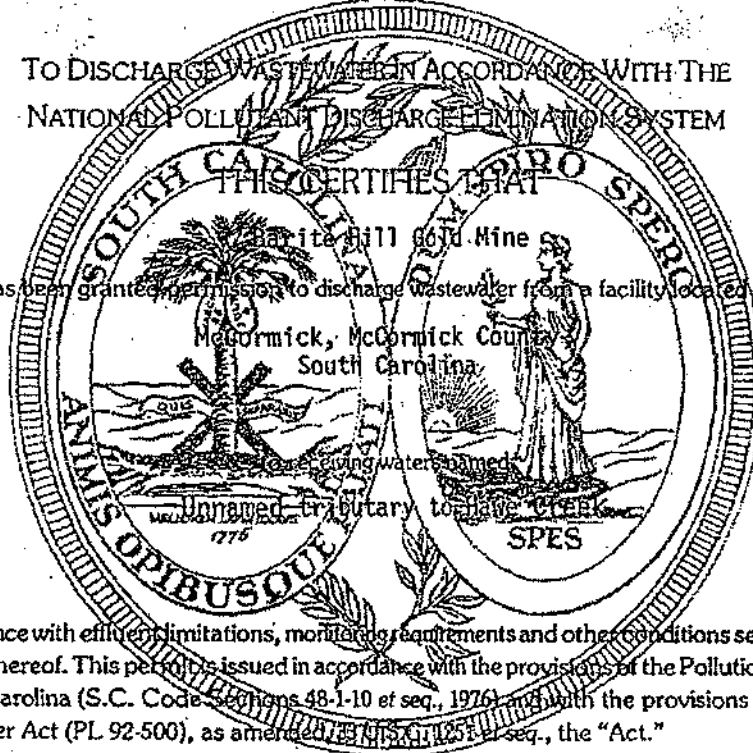 TO DISCHARGE WASTEWATER IN ACCORDANCE WITH THE
NATIONAL POLLUTANT DISCHARGE ELIMINATION SYSTEM
THIS CERTIFIES THAT
SOUTH CAROLINA
DUM SPIRO SPERO
Barite Hill Gold Mine
as been granted permission to discharge wastewater from a facility located
McCormick, McCormick County
South Carolina
QUIS
to receiving waters named
Unnamed tributary to Hawe Creek
1776
SPES
ANIMIS OPIBUSQUE
nce with effluent limitations, monitoring requirements and other conditions se
hereof. This permit is issued in accordance with the provisions of the Pollutio
arolina (S.C. Code Sections 48-1-10 et seq., 1976) and with the provisions
er Act (PL 92-500), as amended, 33 U.S.C. 1251 et seq., the "Act."